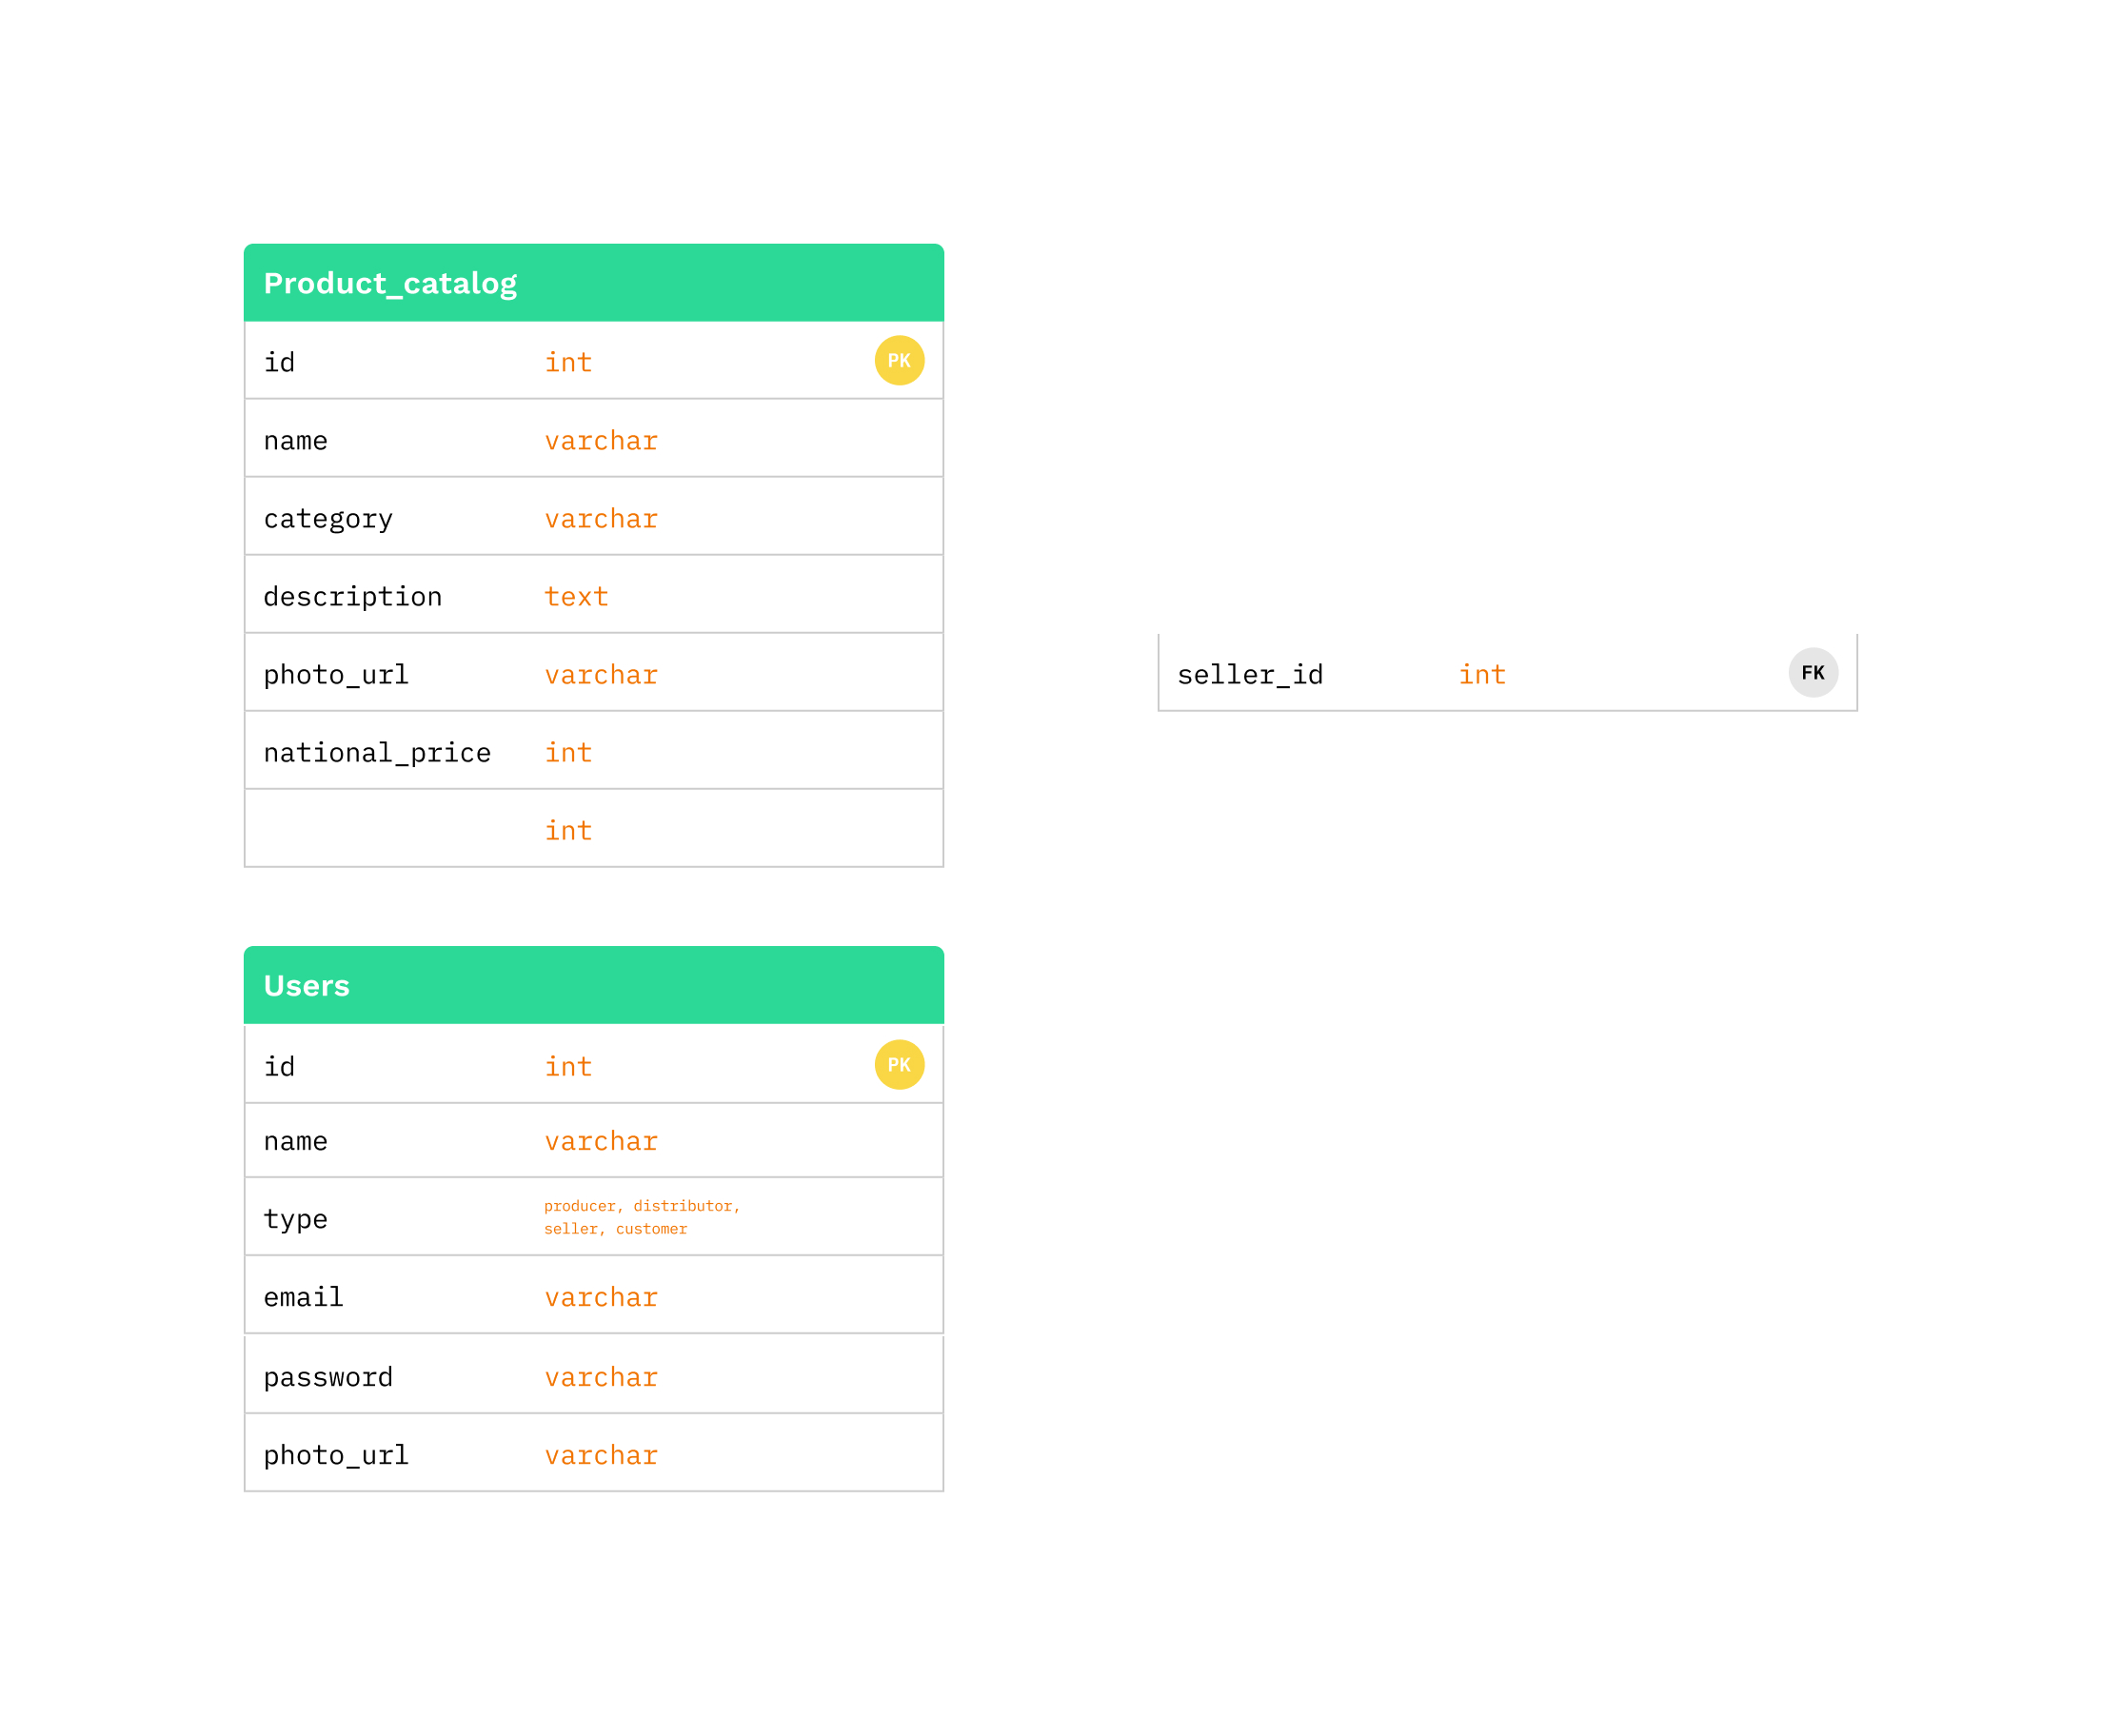 Product_catalog
id int PK
name varchar
category varchar
description text
photo_url varchar
national_price int
int
seller_id int FK
Users
id int PK
name varchar
type producer, distributor,
seller, customer
email varchar
password varchar
photo_url varchar